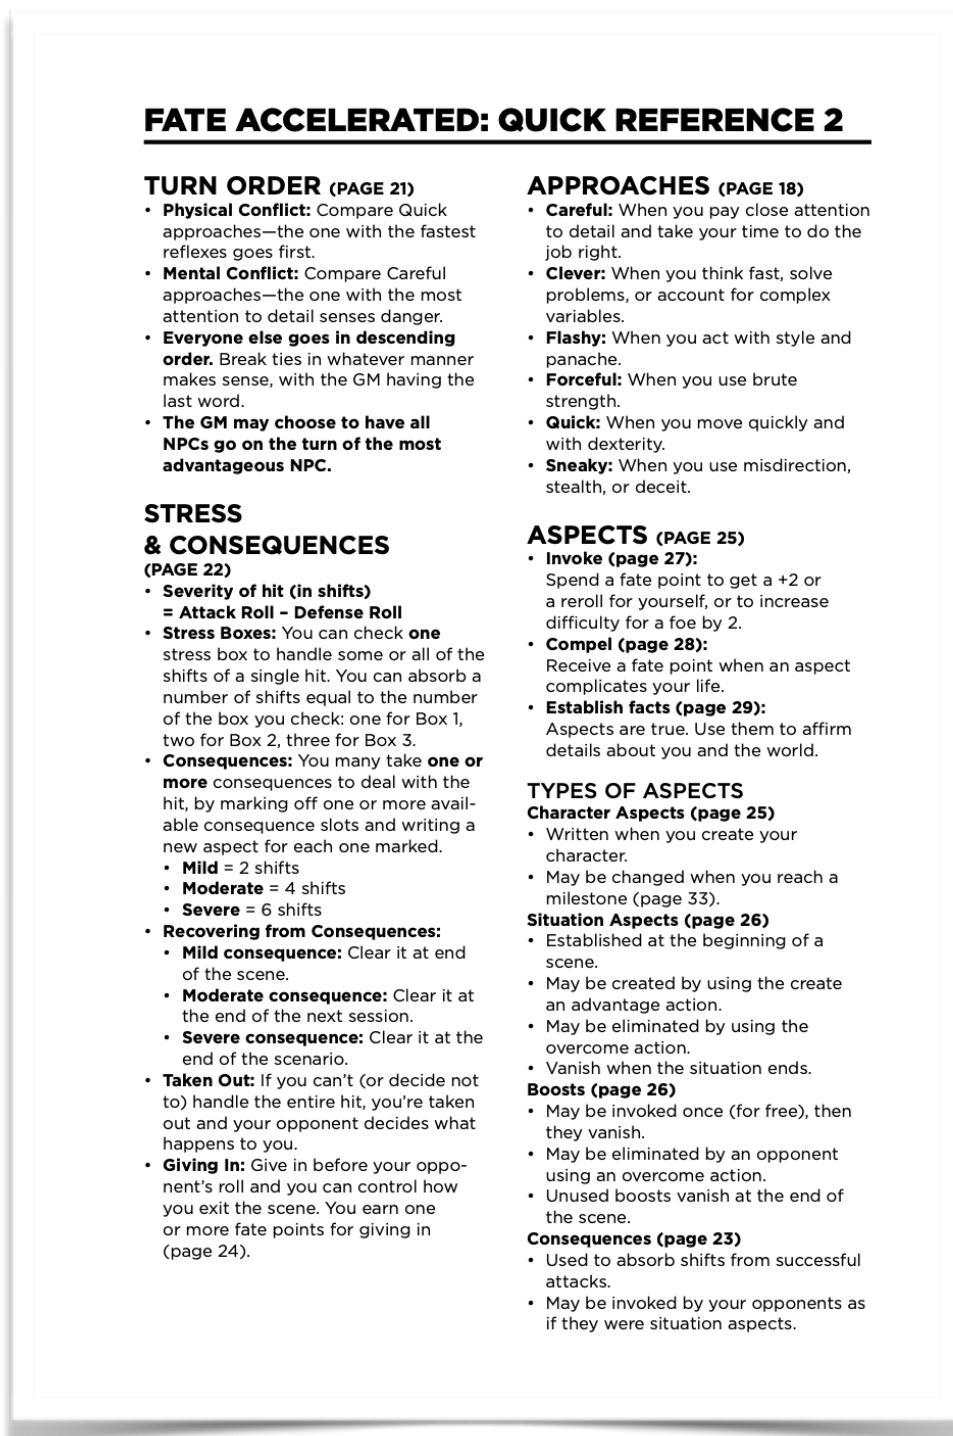 FATE ACCELERATED: QUICK REFERENCE 2
TURN ORDER (PAGE 21)
• Physical Conflict: Compare Quick
approaches—the one with the fastest
reflexes goes first.
• Mental Conflict: Compare Careful
approaches—the one with the most
attention to detail senses danger.
• Everyone else goes in descending
order. Break ties in whatever manner
makes sense, with the GM having the
last word.
• The GM may choose to have all
NPCs go on the turn of the most
advantageous NPC.
STRESS
& CONSEQUENCES
(PAGE 22)
• Severity of hit (in shifts)
= Attack Roll – Defense Roll
• Stress Boxes: You can check one
stress box to handle some or all of the
shifts of a single hit. You can absorb a
number of shifts equal to the number
of the box you check: one for Box 1,
two for Box 2, three for Box 3.
• Consequences: You many take one or
more consequences to deal with the
hit, by marking off one or more avail-
able consequence slots and writing a
new aspect for each one marked.
• Mild = 2 shifts
• Moderate = 4 shifts
• Severe = 6 shifts
• Recovering from Consequences:
• Mild consequence: Clear it at end
of the scene.
• Moderate consequence: Clear it at
the end of the next session.
• Severe consequence: Clear it at the
end of the scenario.
• Taken Out: If you can't (or decide not
to) handle the entire hit, you're taken
out and your opponent decides what
happens to you.
• Giving In: Give in before your oppo-
nent's roll and you can control how
you exit the scene. You earn one
or more fate points for giving in
(page 24).
APPROACHES (PAGE 18)
• Careful: When you pay close attention
to detail and take your time to do the
job right.
• Clever: When you think fast, solve
problems, or account for complex
variables.
• Flashy: When you act with style and
panache.
• Forceful: When you use brute
strength.
• Quick: When you move quickly and
with dexterity.
• Sneaky: When you use misdirection,
stealth, or deceit.
ASPECTS (PAGE 25)
• Invoke (page 27):
Spend a fate point to get a +2 or
a reroll for yourself, or to increase
difficulty for a foe by 2.
• Compel (page 28):
Receive a fate point when an aspect
complicates your life.
• Establish facts (page 29):
Aspects are true. Use them to affirm
details about you and the world.
TYPES OF ASPECTS
Character Aspects (page 25)
• Written when you create your
character.
• May be changed when you reach a
milestone (page 33).
Situation Aspects (page 26)
• Established at the beginning of a
scene.
• May be created by using the create
an advantage action.
• May be eliminated by using the
overcome action.
• Vanish when the situation ends.
Boosts (page 26)
• May be invoked once (for free), then
they vanish.
• May be eliminated by an opponent
using an overcome action.
• Unused boosts vanish at the end of
the scene.
Consequences (page 23)
• Used to absorb shifts from successful
attacks.
• May be invoked by your opponents as
if they were situation aspects.